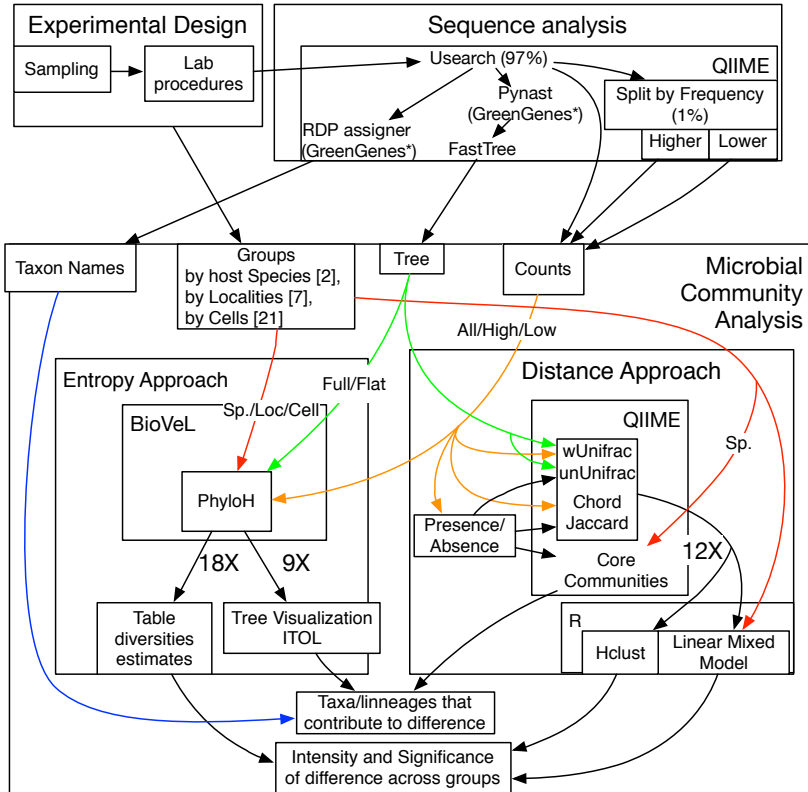 Experimental Design
Sampling
Lab
procedures
Sequence analysis
Usearch (97%)
QIIME
Pynast
(GreenGenes*)
Split by Frequency
(1%)
Higher
Lower
RDP assigner
(GreenGenes*)
FastTree
Taxon Names
Groups
by host Species [2],
by Localities [7],
by Cells [21]
Tree
Counts
Microbial
Community
Analysis
All/High/Low
Entropy Approach
Full/Flat
Sp./Loc/Cell
BioVeL
PhyloH
18X
9X
Table
diversities
estimates
Tree Visualization
ITOL
Distance Approach
QIIME
wUnifrac
unUnifrac
Chord
Jaccard
Sp.
Presence/
Absence
Core
Communities
12X
R
Hclust
Linear Mixed
Model
Taxa/linneages that
contribute to difference
Intensity and Significance
of difference across groups